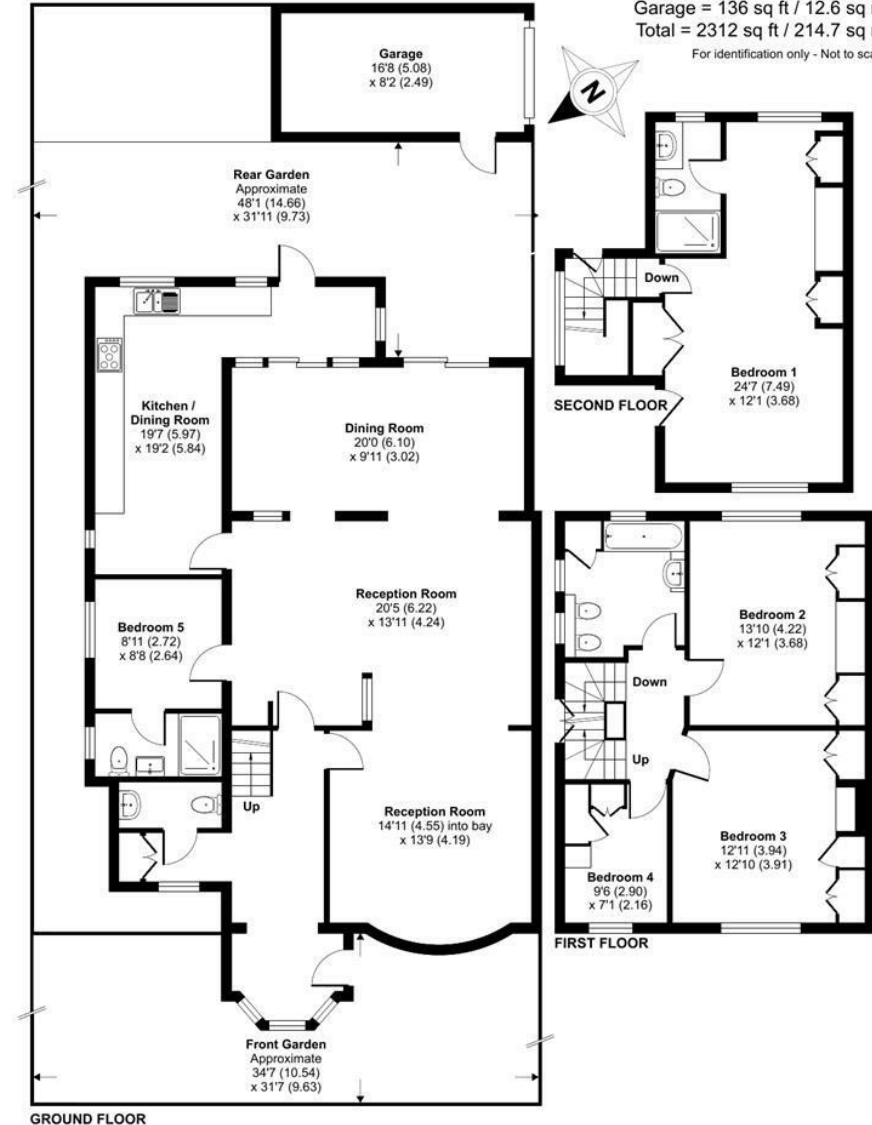 Garage = 136 sq ft / 12.6 sq
Total = 2312 sq ft / 214.7 sq
For identification only - Not to
Garage
16'8 (5.08)
x 8'2 (2.49)
N
Rear Garden
Approximate
48'1 (14.66)
x 31'11 (9.73)
Down
Kitchen /
Dining Room
19'7 (5.97)
x 19'2 (5.84)
Dining Room
20'0 (6.10)
x 9'11 (3.02)
Bedroom 1
24'7 (7.49)
x 12'1 (3.68)
SECOND FLOOR
Reception Room
20'5 (6.22)
x 13'11 (4.24)
Bedroom 5
8'11 (2.72)
x 8'8 (2.64)
Bedroom 2
13'10 (4.22)
x 12'1 (3.68)
Down
Up
Up
Reception Room
14'11 (4.55) into bay
x 13'9 (4.19)
Bedroom 3
12'11 (3.94)
x 12'10 (3.91)
Bedroom 4
9'6 (2.90)
x 7'1 (2.16)
FIRST FLOOR
Front Garden
Approximate
34'7 (10.54)
x 31'7 (9.63)
GROUND FLOOR